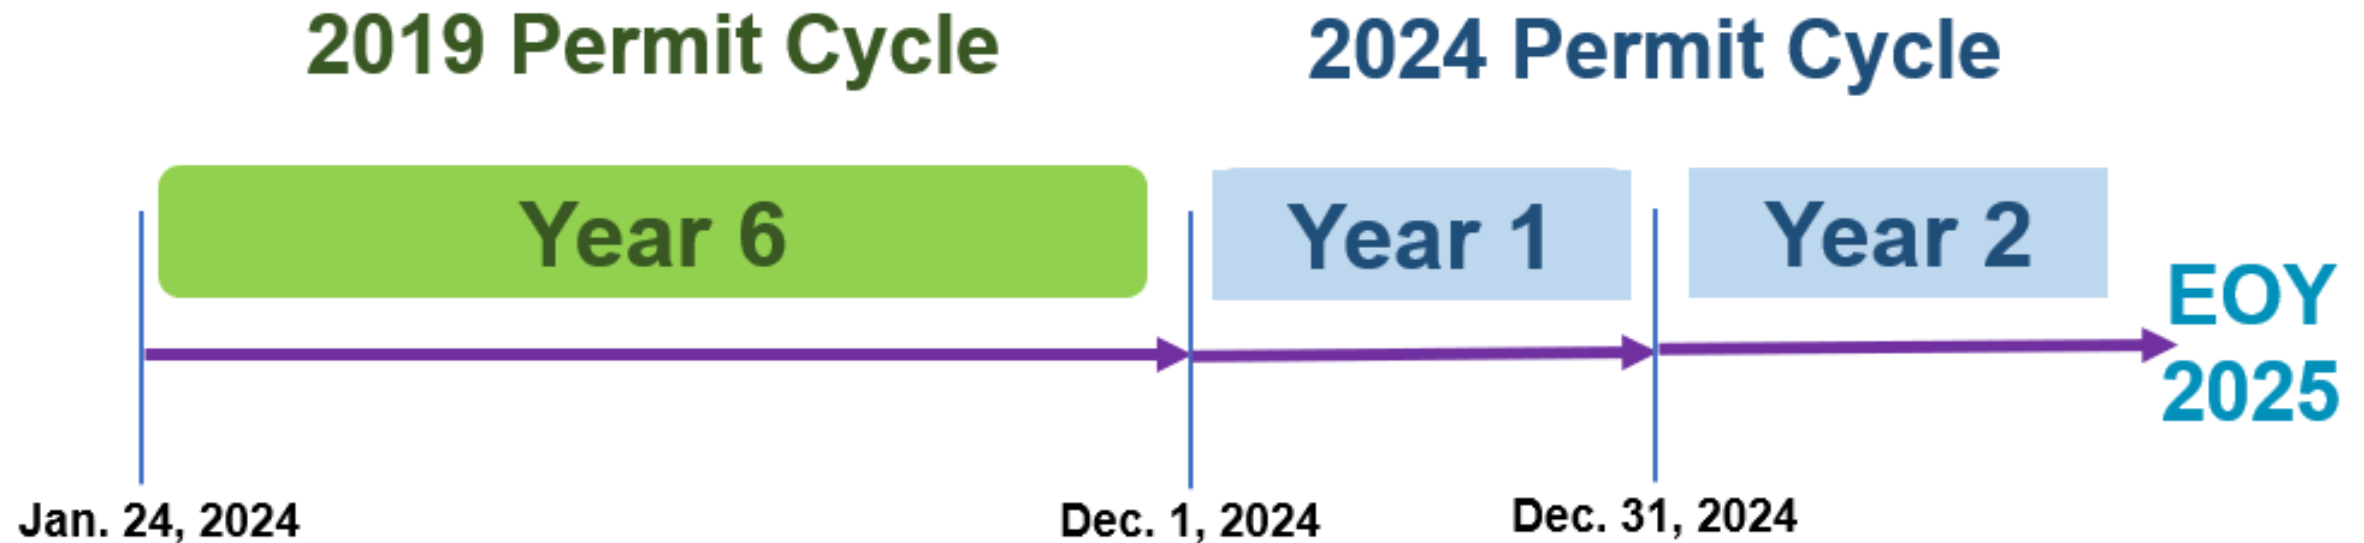 2019 Permit Cycle
2024 Permit Cycle
Year 6
Year 1
Year 2
EOY
2025
Jan. 24, 2024
Dec. 1, 2024
Dec. 31, 2024